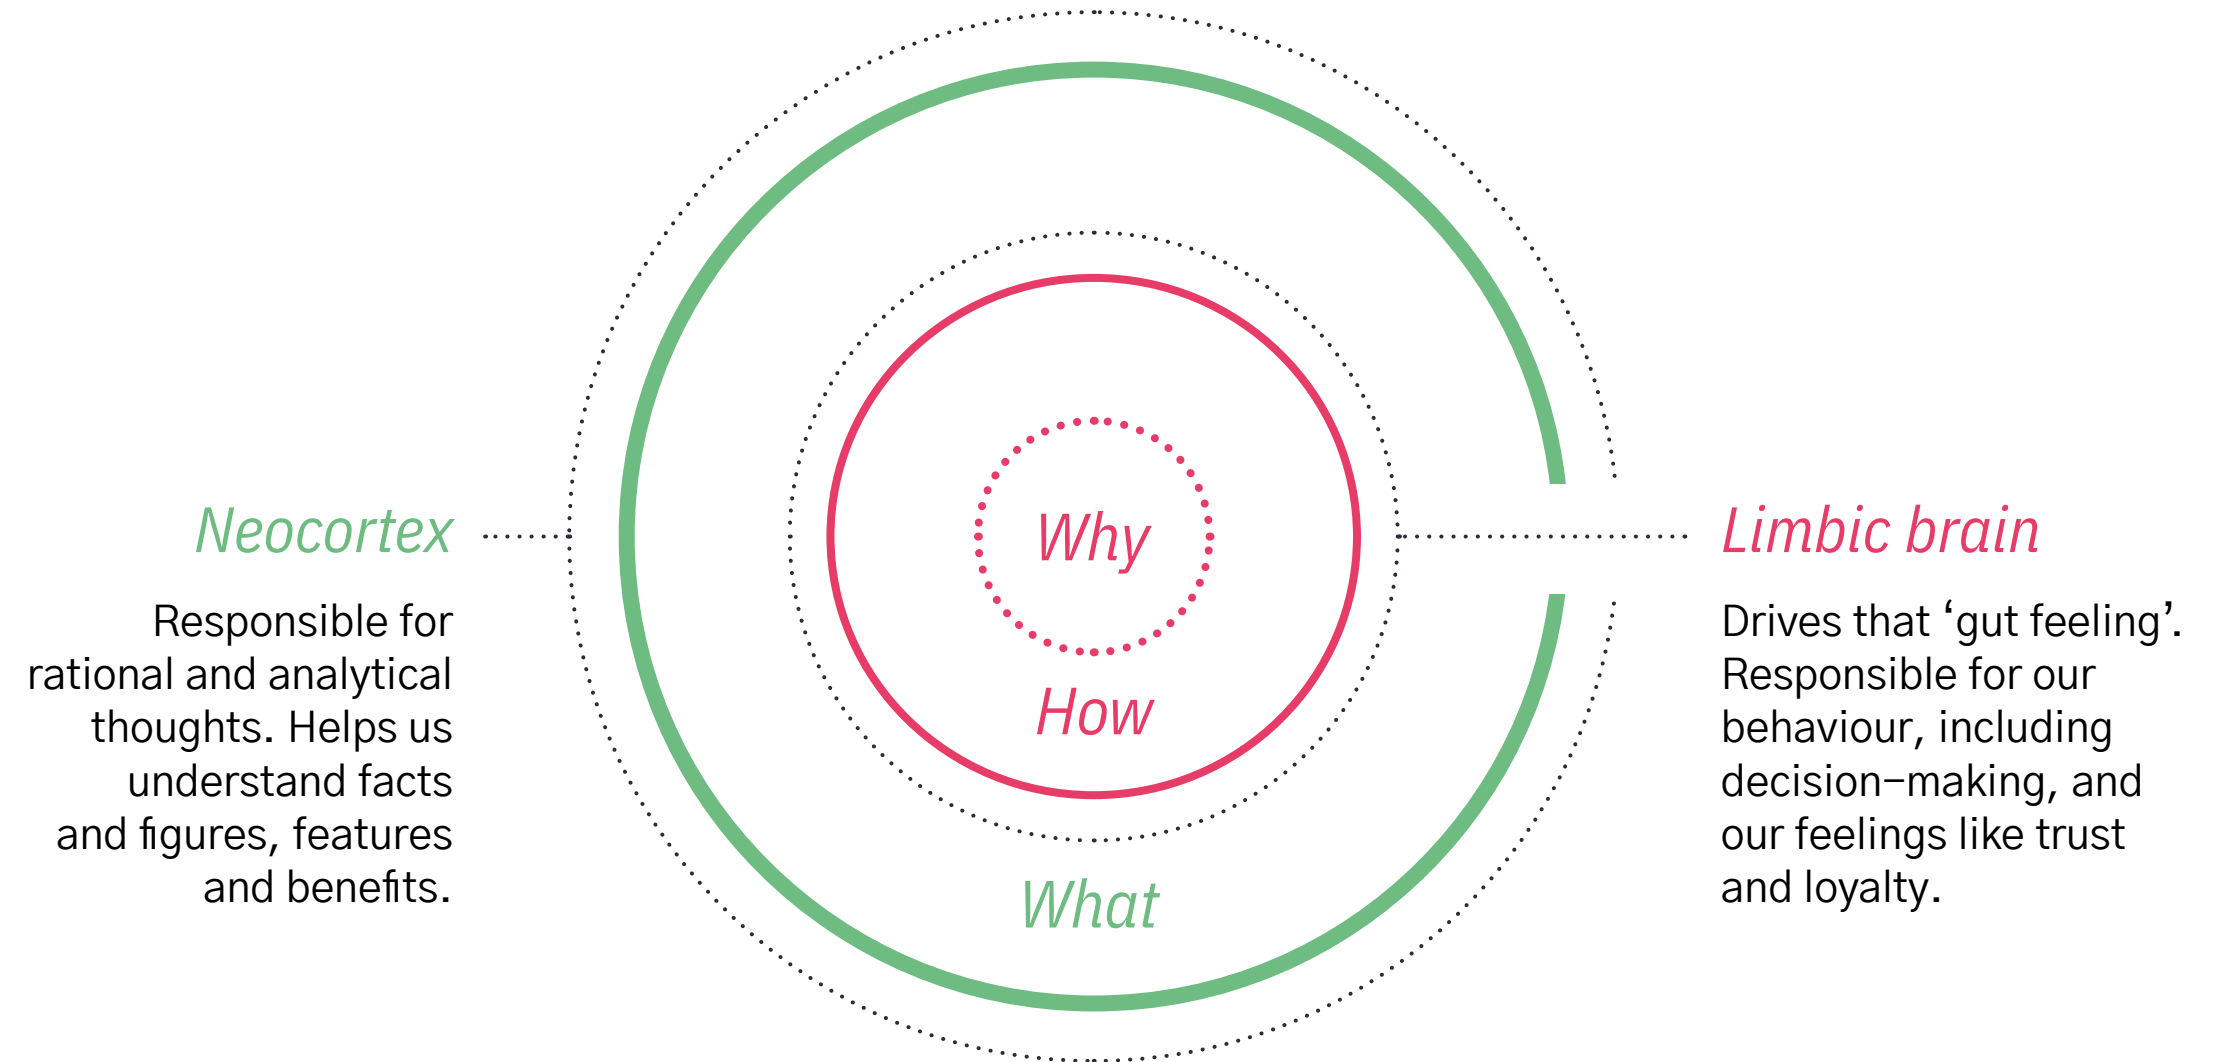 Neocortex
Responsible for
rational and analytical
thoughts. Helps us
understand facts
and figures, features
and benefits.
Why
How
What
Limbic brain
Drives that ‘gut feeling’.
Responsible for our
behaviour, including
decision–making, and
our feelings like trust
and loyalty.